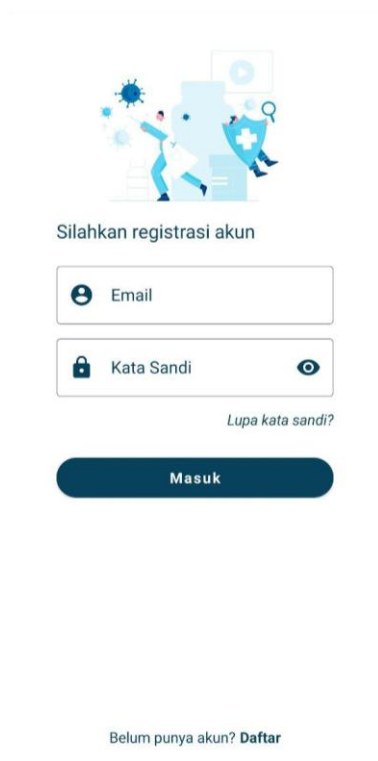 Silahkan registrasi akun
Email
Kata Sandi
Lupa kata sandi?
Masuk
Belum punya akun? Daftar